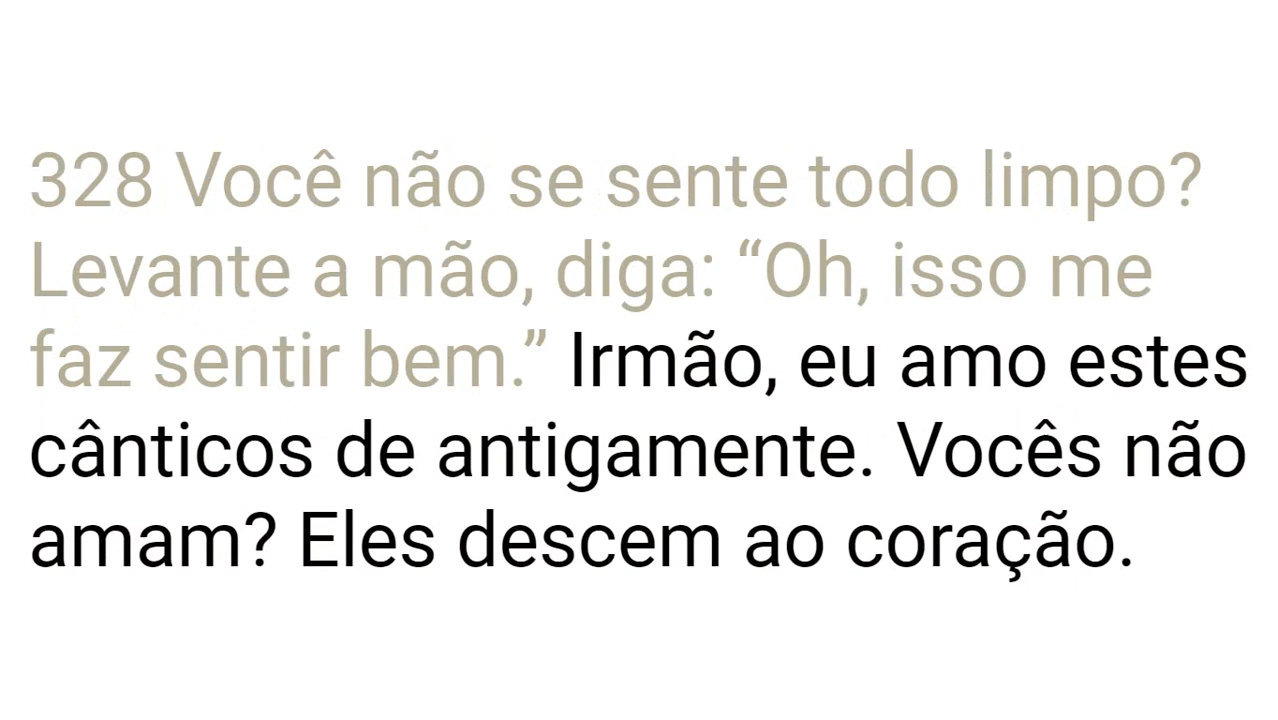 328 Você não se sente todo limpo?
Levante a mão, diga: “Oh, isso me
faz sentir bem.” Irmão, eu amo estes
cânticos de antigamente. Vocês não
amam? Eles descem ao coração.